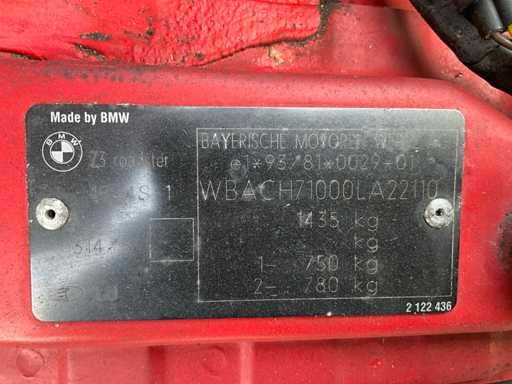 Made by BMW
BMW
Z3 roadster
BAYERISCHE MOTOREN WERKE
e1*93/81*0029*01
WBACH71000LA22110
1435 kg
kg
1- 750 kg
2- 780 kg
314
2 122 436